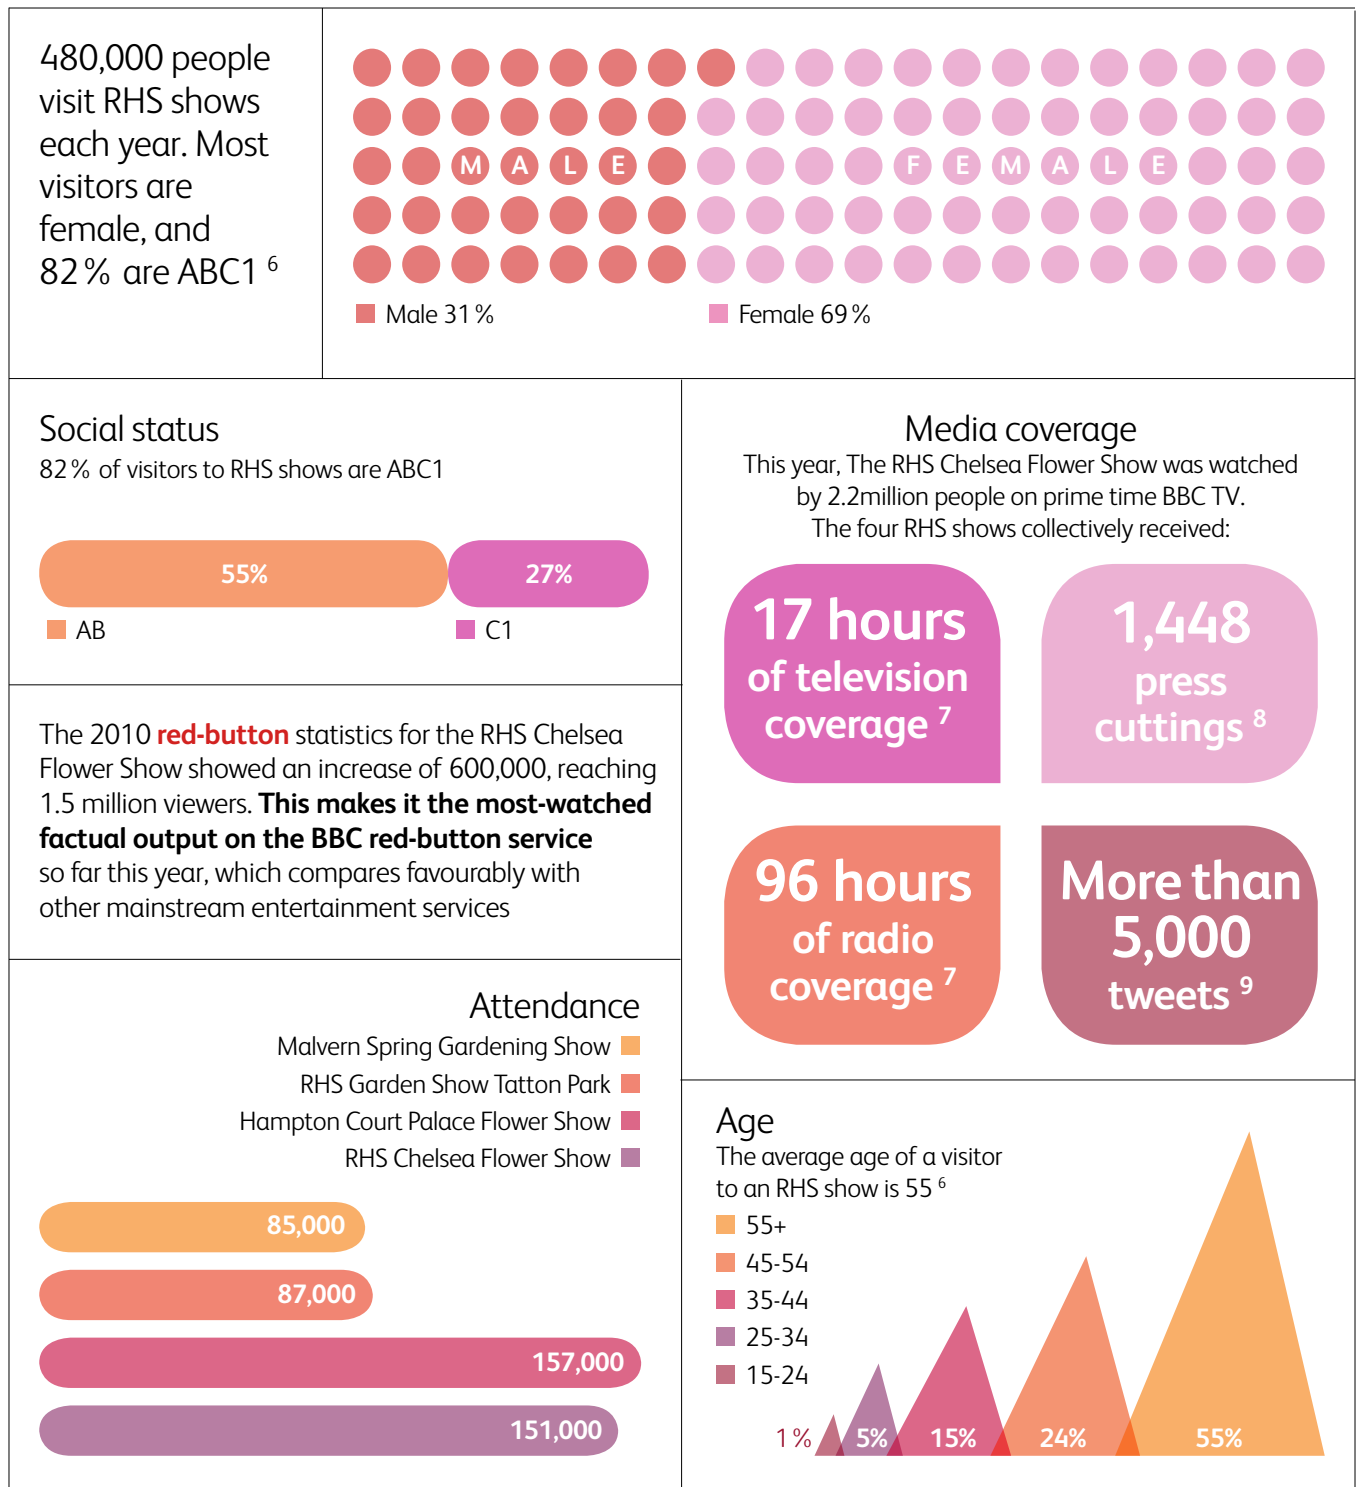 480,000 people
visit RHS shows
each year. Most
visitors are
female, and
82% are ABC1 6
MALE
FEMALE
Male 31%
Female 69%
Social status
82% of visitors to RHS shows are ABC1
55%
27%
AB
C1
The 2010 red-button statistics for the RHS Chelsea
Flower Show showed an increase of 600,000, reaching
1.5 million viewers. This makes it the most-watched
factual output on the BBC red-button service
so far this year, which compares favourably with
other mainstream entertainment services
Media coverage
This year, The RHS Chelsea Flower Show was watched
by 2.2million people on prime time BBC TV.
The four RHS shows collectively received:
17 hours
of television
coverage 7
1,448
press
cuttings 8
96 hours
of radio
coverage 7
More than
5,000
tweets 9
Attendance
Malvern Spring Gardening Show
RHS Garden Show Tatton Park
Hampton Court Palace Flower Show
RHS Chelsea Flower Show
85,000
87,000
157,000
151,000
Age
The average age of a visitor
to an RHS show is 55 6
55+
45-54
35-44
25-34
15-24
1%
5%
15%
24%
55%